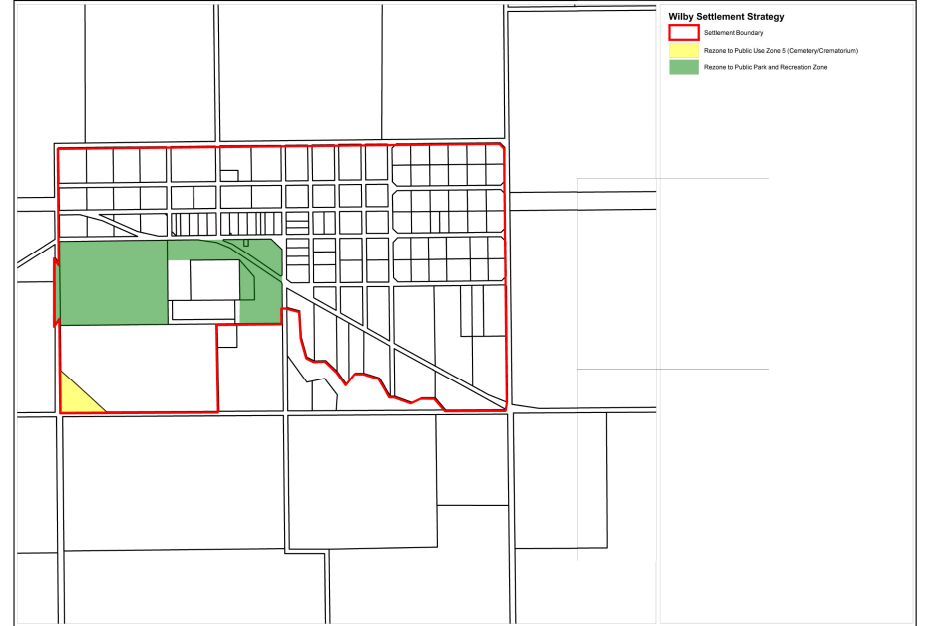 Wilby Settlement Strategy
Settlement Boundary
Rezone to Public Use Zone 5 (Cemetery/Crematorium)
Rezone to Public Park and Recreation Zone